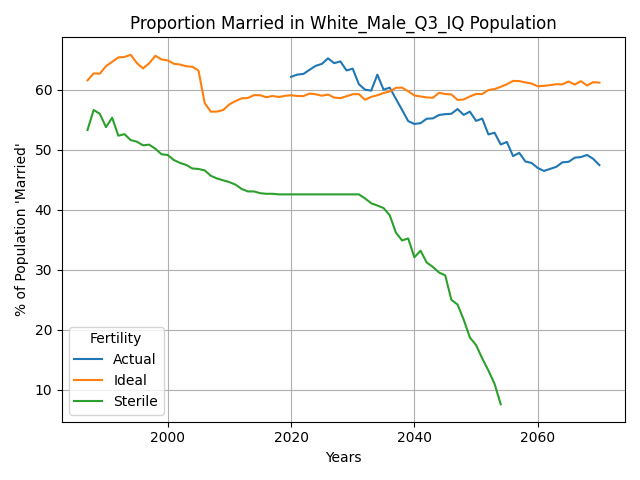 Proportion Married in White_Male_Q3_IQ Population
% of Population 'Married'
60
50
40
30
20
10
Fertility
Actual
Ideal
Sterile
2000
2020
2040
2060
Years